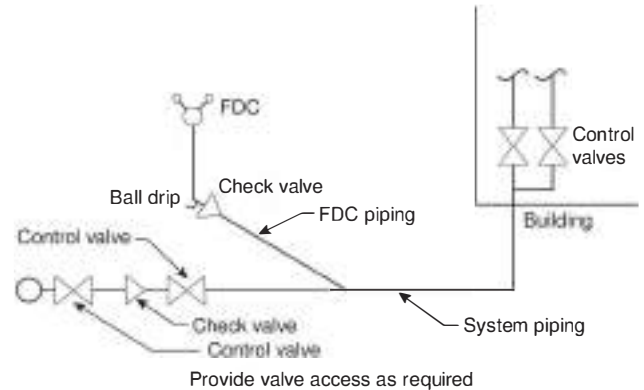 FDC
Control
valves
Check valve
Ball drip
FDC piping
Building
Control valve
System piping
Check valve
Control valve
Provide valve access as required